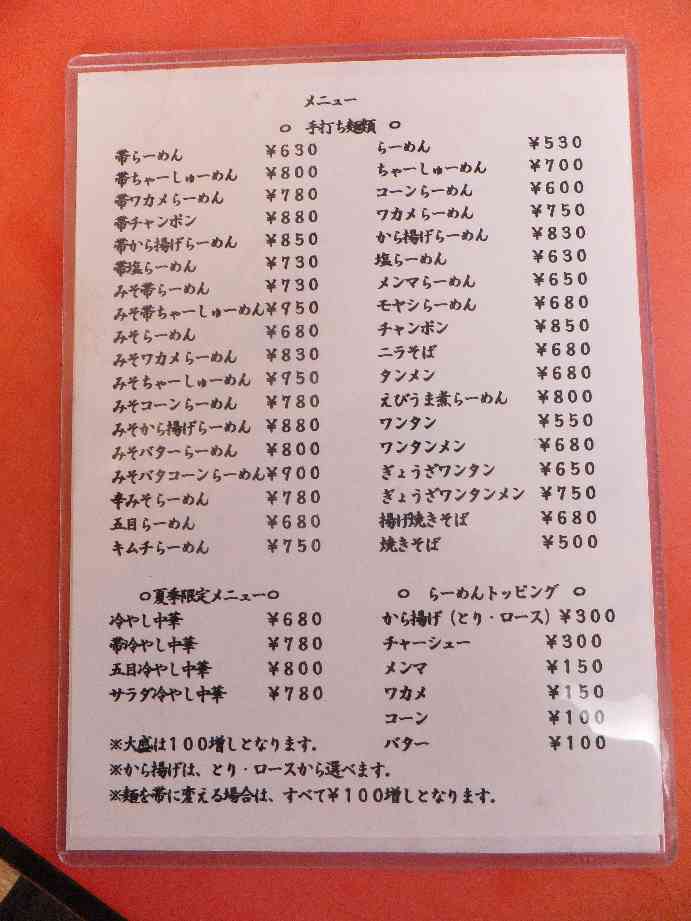 メニュー
○ 手打ち麺類 ○
帯らーめん ¥630
帯ちゃーしゅーめん ¥800
帯ワカメらーめん ¥780
帯チャンポン ¥880
帯から揚げらーめん ¥850
帯塩らーめん ¥730
みそ帯らーめん ¥730
みそ帯ちゃーしゅーめん¥950
みそらーめん ¥680
みそワカメらーめん ¥830
みそちゃーしゅーめん ¥950
みそコーンらーめん ¥780
みそから揚げらーめん ¥880
みそバターらーめん ¥800
みそバタコーンらーめん¥900
辛みそらーめん ¥780
五目らーめん ¥680
キムチらーめん ¥750
らーめん ¥530
ちゃーしゅーめん ¥700
コーンらーめん ¥600
ワカメらーめん ¥750
から揚げらーめん ¥830
塩らーめん ¥630
メンマらーめん ¥650
モヤシらーめん ¥680
チャンポン ¥850
ニラそば ¥680
タンメン ¥680
えびうま煮らーめん ¥800
ワンタン ¥550
ワンタンメン ¥680
ぎょうざワンタン ¥650
ぎょうざワンタンメン ¥750
揚げ焼きそば ¥680
焼きそば ¥500
○夏季限定メニュー○
冷やし中華 ¥680
帯冷やし中華 ¥780
五目冷やし中華 ¥800
サラダ冷やし中華 ¥780
○ らーめんトッピング ○
から揚げ(とり・ロース) ¥300
チャーシュー ¥300
メンマ ¥150
ワカメ ¥150
コーン ¥100
バター ¥100
※大盛は100増しとなります。
※から揚げは、とり・ロースから選べます。
※麺を帯に変える場合は、すべて¥100増しとなります。